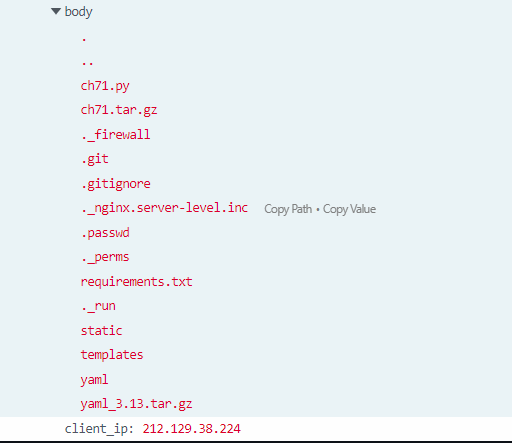 body
.
..
ch71.py
ch71.tar.gz
._firewall
.git
.gitignore
._nginx.server-level.inc Copy Path • Copy Value
.passwd
._perms
requirements.txt
._run
static
templates
yaml
yaml_3.13.tar.gz
client_ip: 212.129.38.224